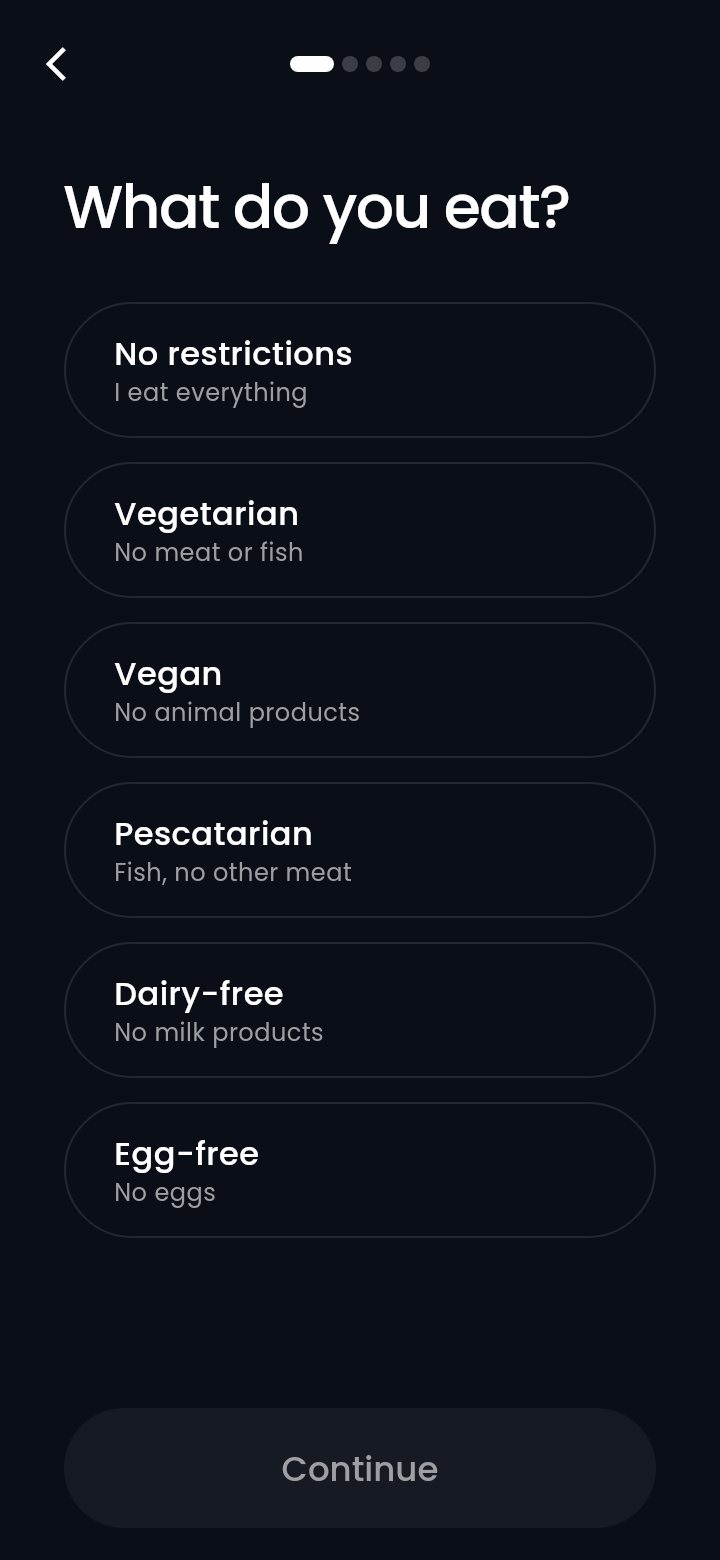 What do you eat?
No restrictions
I eat everything
Vegetarian
No meat or fish
Vegan
No animal products
Pescatarian
Fish, no other meat
Dairy-free
No milk products
Egg-free
No eggs
Continue